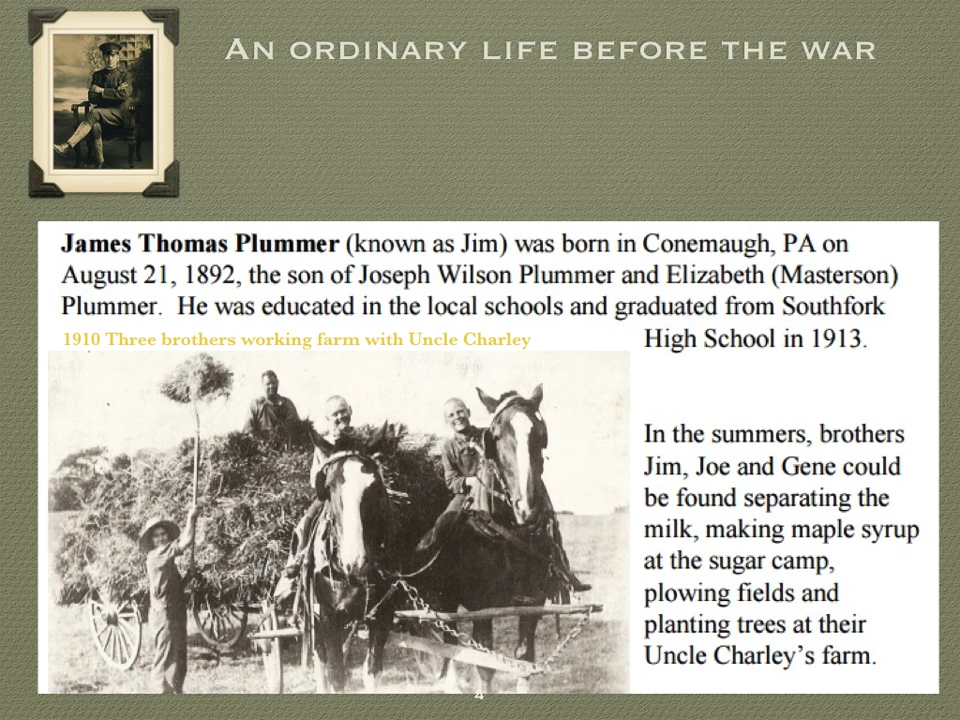 An ordinary life before the war
James Thomas Plummer (known as Jim) was born in Conemaugh, PA on
August 21, 1892, the son of Joseph Wilson Plummer and Elizabeth (Masterson)
Plummer. He was educated in the local schools and graduated from Southfork
High School in 1913.
1910 Three brothers working farm with Uncle Charley
In the summers, brothers
Jim, Joe and Gene could
be found separating the
milk, making maple syrup
at the sugar camp,
plowing fields and
planting trees at their
Uncle Charley’s farm.
4